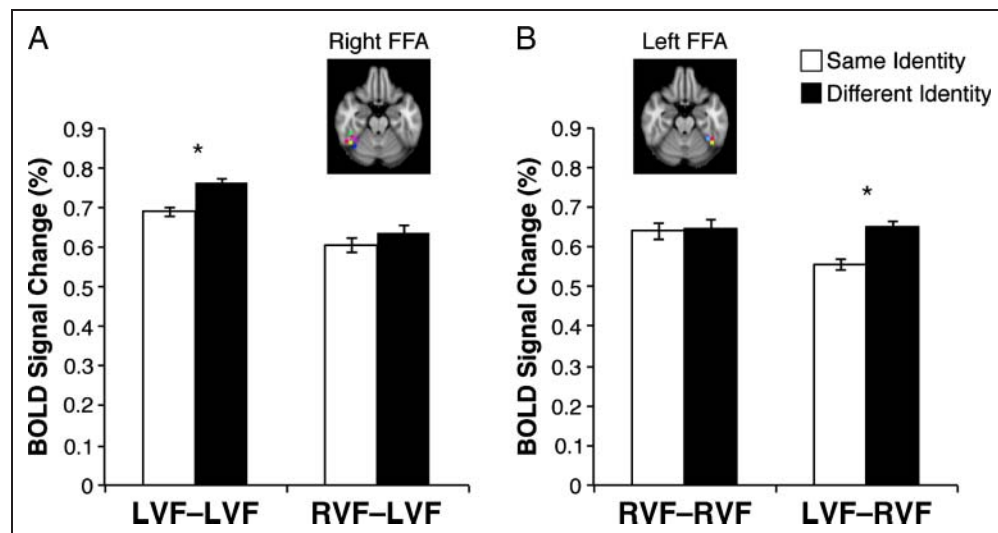 A
Right FFA
BOLD Signal Change (%)
0.9
0.8
0.7
0.6
0.5
0.4
0.3
0.2
0.1
0
*
LVF–LVF
RVF–LVF
B
Left FFA
Same Identity
Different Identity
BOLD Signal Change (%)
0.9
0.8
0.7
0.6
0.5
0.4
0.3
0.2
0.1
0
*
RVF–RVF
LVF–RVF